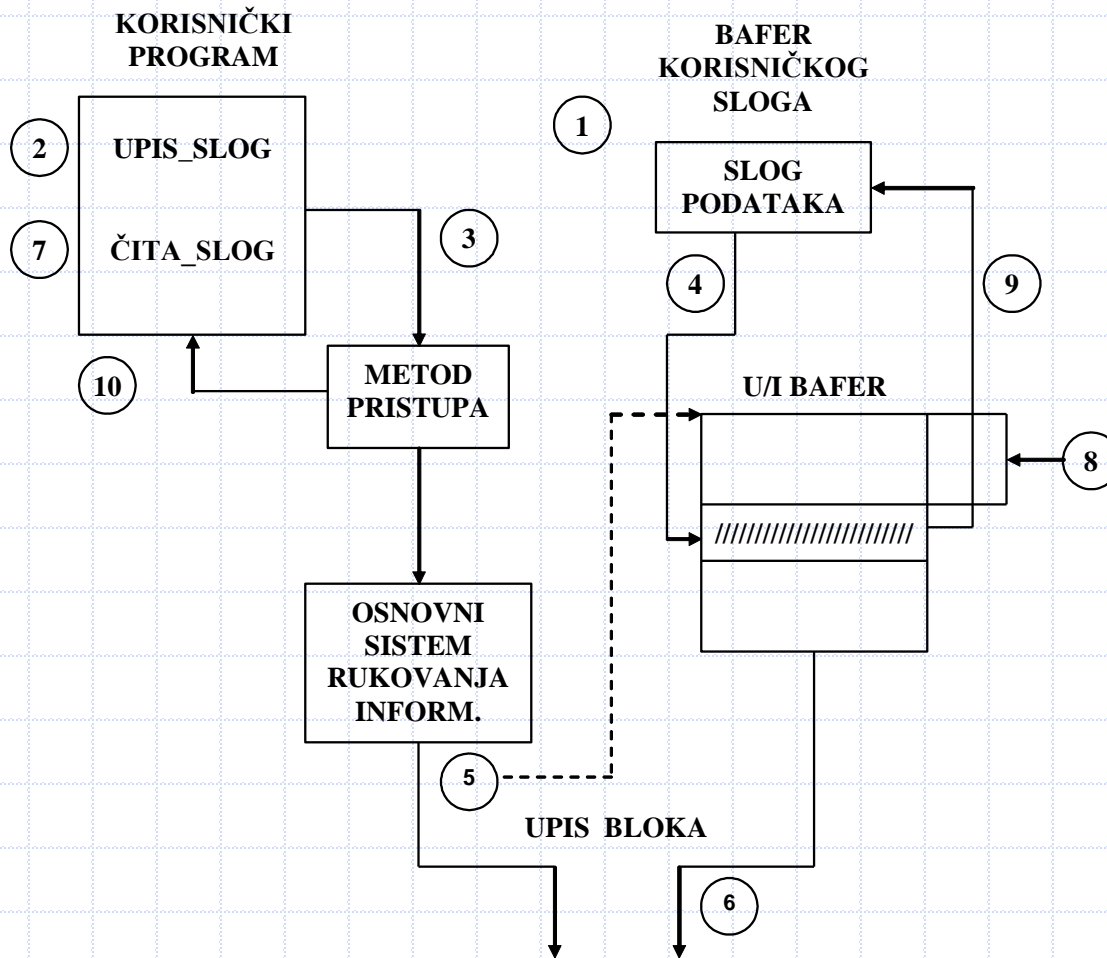 KORISNIČKI
PROGRAM
BAFER
KORISNIČKOG
SLOGA
1
2
UPIS_SLOG
SLOG
PODATAKA
7
ČITA_SLOG
3
4
9
10
METOD
PRISTUPA
U/I BAFER
8
/////////////////////////
OSNOVNI
SISTEM
RUKOVANJA
INFORM.
5
UPIS BLOKA
6